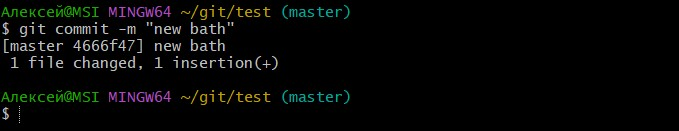 Алексей@MSI MINGW64 ~/git/test (master)
$ git commit -m "new bath"
[master 4666f47] new bath
 1 file changed, 1 insertion(+)

Алексей@MSI MINGW64 ~/git/test (master)
$